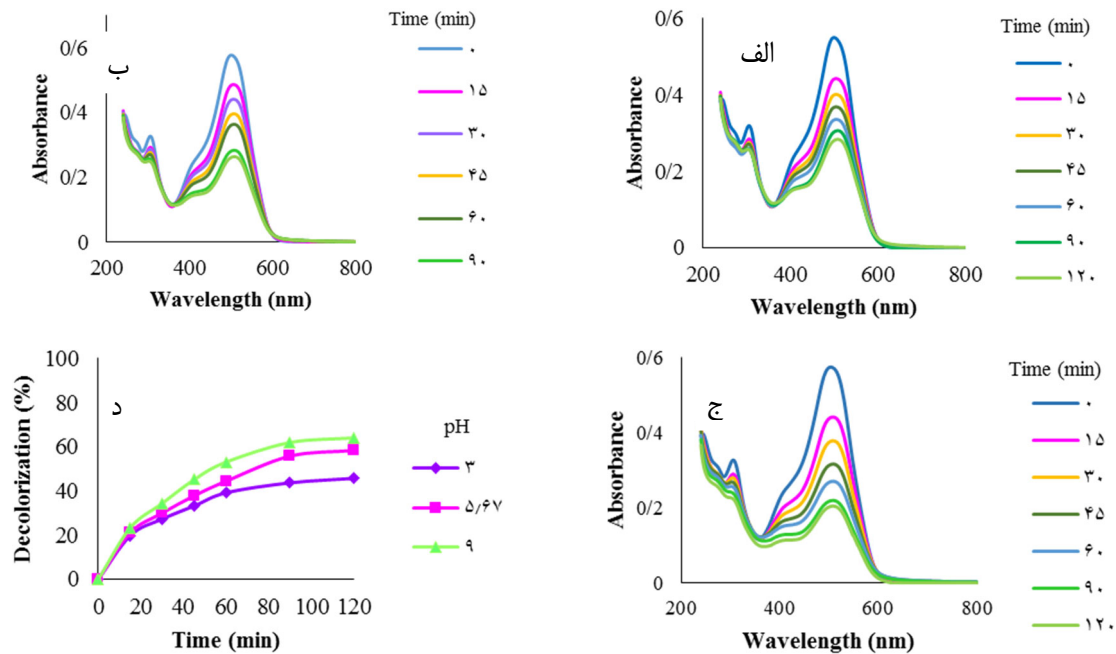 الف
Time (min)
۰
۱۵
۳۰
۴۵
۶۰
۹۰
۱۲۰
Absorbance
0/6
0/4
0/2
0
200 400 600 800
Wavelength (nm)
ب
Time (min)
۰
۱۵
۳۰
۴۵
۶۰
۹۰
Absorbance
0/6
0/4
0/2
0
200 400 600 800
Wavelength (nm)
ج
Time (min)
۰
۱۵
۳۰
۴۵
۶۰
۹۰
۱۲۰
Absorbance
0/6
0/4
0/2
0
200 400 600 800
Wavelength (nm)
د
pH
۳
۵٫۶۷
۹
Decolorization (%)
100
80
60
40
20
0
0 20 40 60 80 100 120
Time (min)